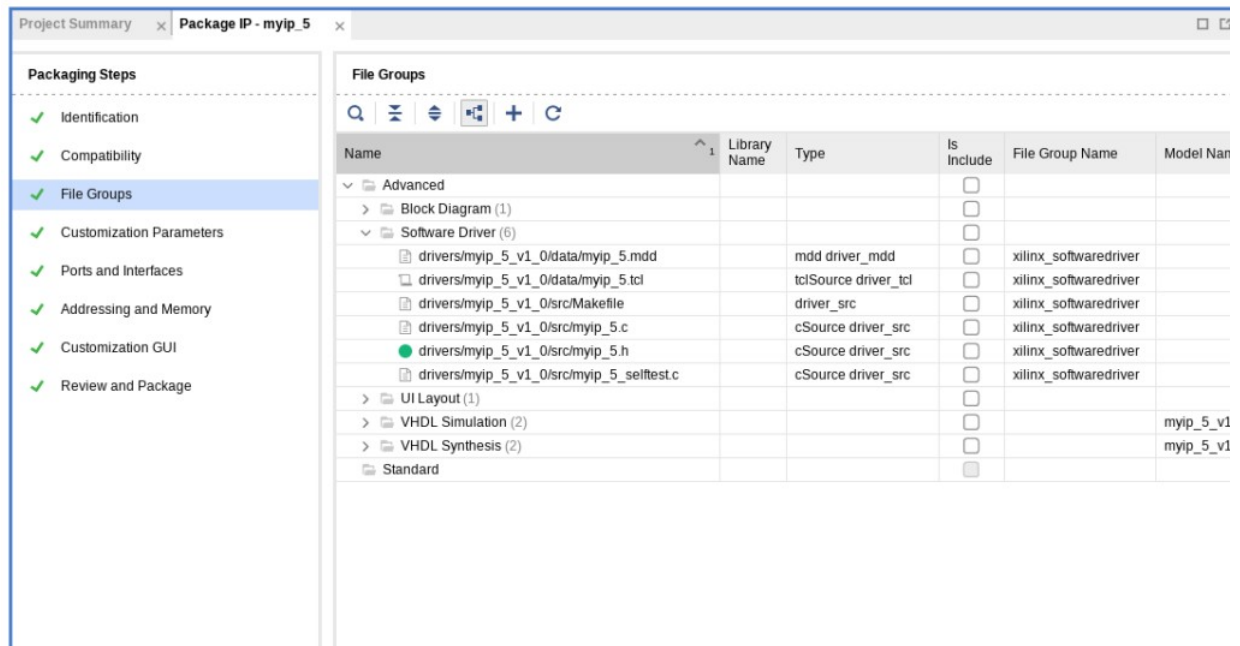 Project Summary × Package IP - myip_5 ×
Packaging Steps
Identification
Compatibility
File Groups
Customization Parameters
Ports and Interfaces
Addressing and Memory
Customization GUI
Review and Package
File Groups
Name 1 Library Name Type Is Include File Group Name Model Nan
Advanced
Block Diagram (1)
Software Driver (6)
drivers/myip_5_v1_0/data/myip_5.mdd mdd driver_mdd xilinx_softwaredriver
drivers/myip_5_v1_0/data/myip_5.tcl tclSource driver_tcl xilinx_softwaredriver
drivers/myip_5_v1_0/src/Makefile driver_src xilinx_softwaredriver
drivers/myip_5_v1_0/src/myip_5.c cSource driver_src xilinx_softwaredriver
drivers/myip_5_v1_0/src/myip_5.h cSource driver_src xilinx_softwaredriver
drivers/myip_5_v1_0/src/myip_5_selftest.c cSource driver_src xilinx_softwaredriver
UI Layout (1)
VHDL Simulation (2) myip_5_v1
VHDL Synthesis (2) myip_5_v1
Standard